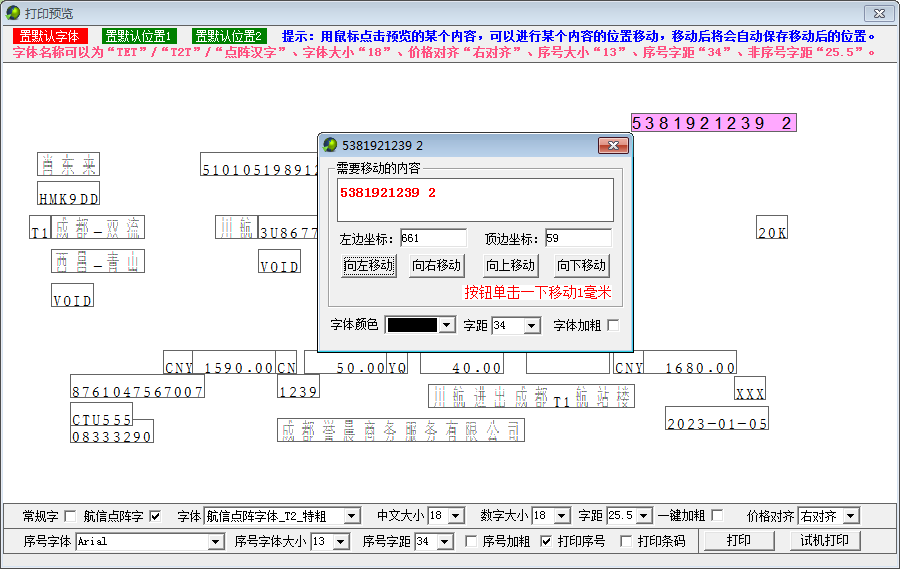 打印预览
置默认字体 置默认位置1 置默认位置2 提示：用鼠标点击预览的某个内容，可以进行某个内容的位置移动，移动后将会自动保存移动后的位置。
字体名称可以为“TET”/“T2T”/“点阵汉字”、字体大小“18”、价格对齐“右对齐”、序号大小“13”、序号字距“34”、非序号字距“25.5”。
5381921239 2
肖东来 510105198912
HMK9DD
T1 成都—双流 川航 3U8677 20K
西昌—青山 VOID
VOID
5381921239 2
需要移动的内容
5381921239 2
左边坐标: 661 顶边坐标: 59
向左移动 向右移动 向上移动 向下移动
按钮单击一下移动1毫米
字体颜色 字距 34 字体加粗
CNY 1590.00 CN 50.00 YQ 40.00 CNY 1680.00
8761047567007 1239 川航进出成都T1航站楼 XXX
CTU555 2023-01-05
08333290 成都誉晨商务服务有限公司
常规字 航信点阵字 字体 航信点阵字体_T2_特粗 中文大小 18 数字大小 18 字距 25.5 一键加粗 价格对齐 右对齐
序号字体 Arial 序号字体大小 13 序号字距 34 序号加粗 打印序号 打印条码 打印 试机打印